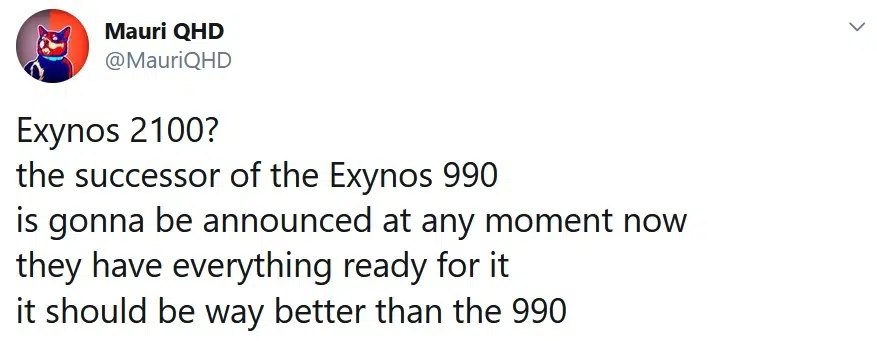 Mauri QHD
@MauriQHD
Exynos 2100?
the successor of the Exynos 990
is gonna be announced at any moment now
they have everything ready for it
it should be way better than the 990